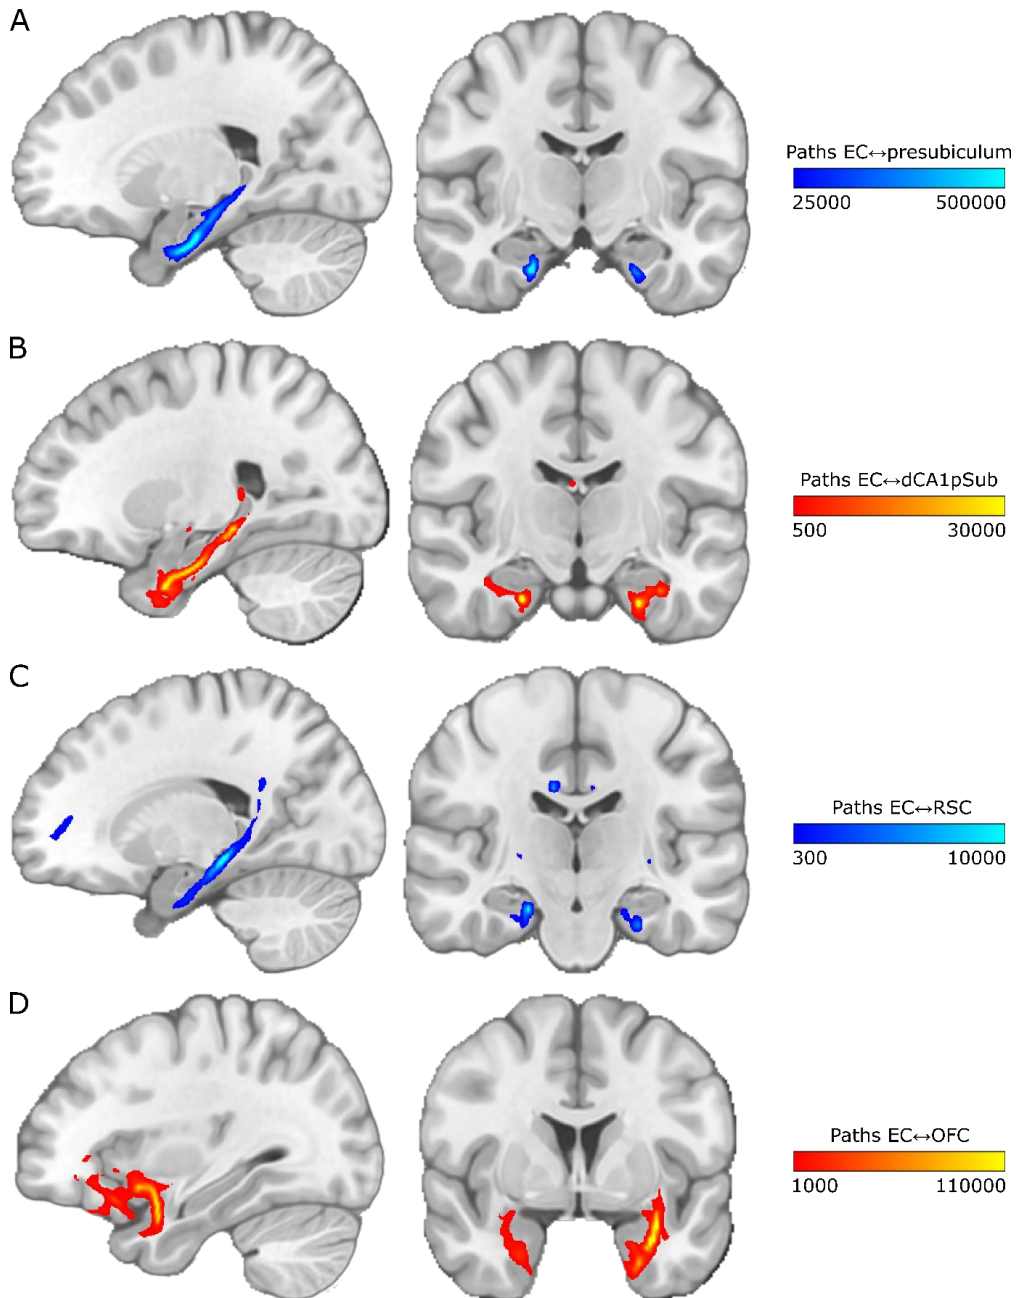 A
Paths EC↔presubiculum
25000 500000
B
Paths EC↔dCA1pSub
500 30000
C
Paths EC↔RSC
300 10000
D
Paths EC↔OFC
1000 110000